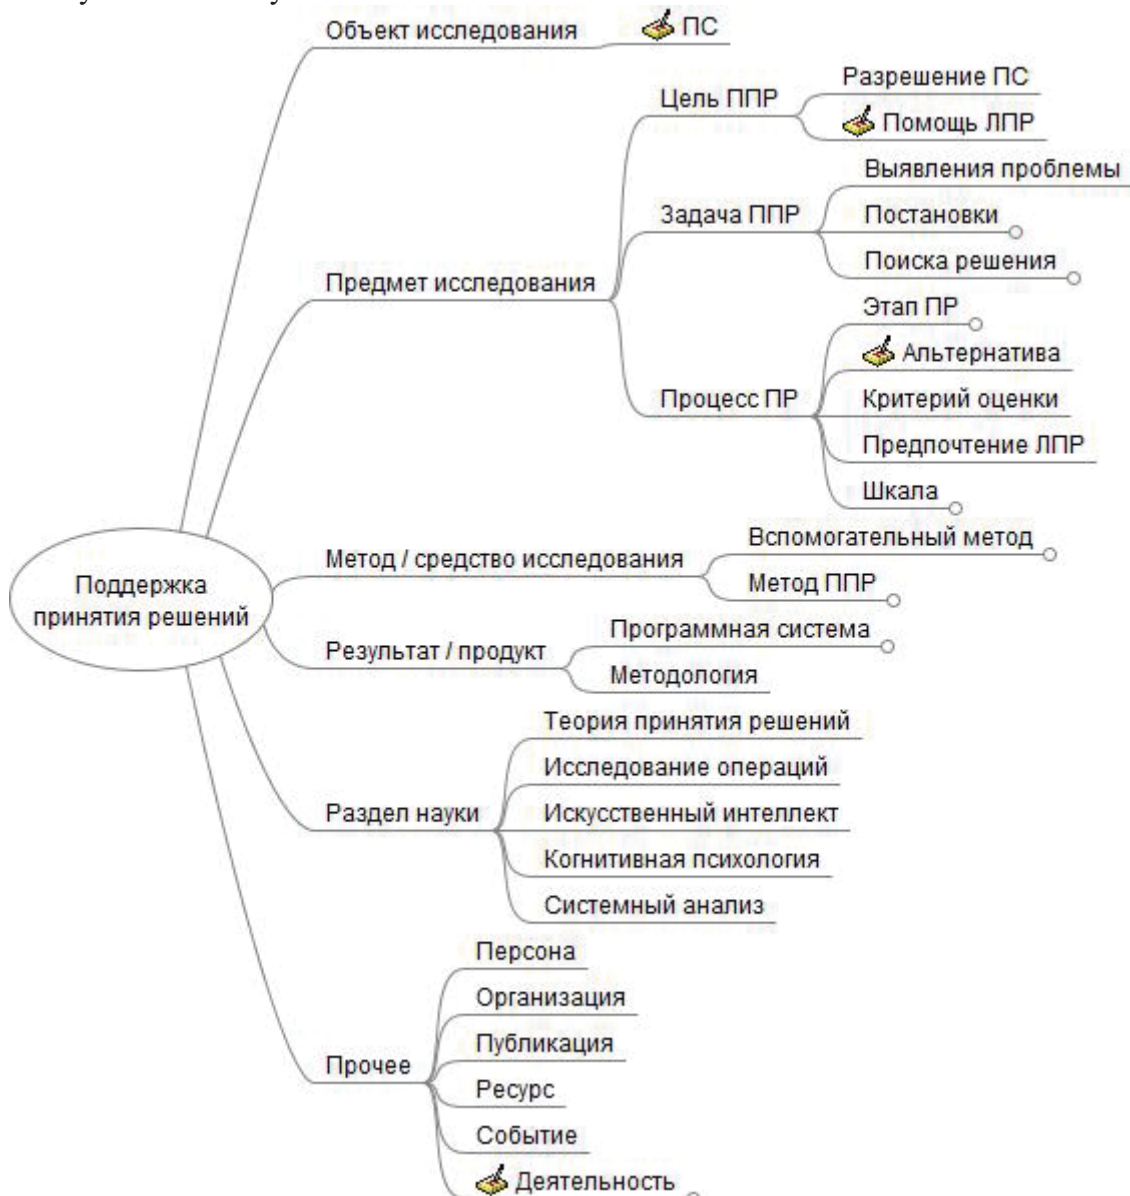 Объект исследования
ПС
Предмет исследования
Цель ППР
Разрешение ПС
Помощь ЛПР
Задача ППР
Выявления проблемы
Постановки
Поиска решения
Процесс ПР
Этап ПР
Альтернатива
Критерий оценки
Предпочтение ЛПР
Шкала
Поддержка
принятия решений
Метод / средство исследования
Вспомогательный метод
Метод ППР
Результат / продукт
Программная система
Методология
Раздел науки
Теория принятия решений
Исследование операций
Искусственный интеллект
Когнитивная психология
Системный анализ
Прочее
Персона
Организация
Публикация
Ресурс
Событие
Деятельность